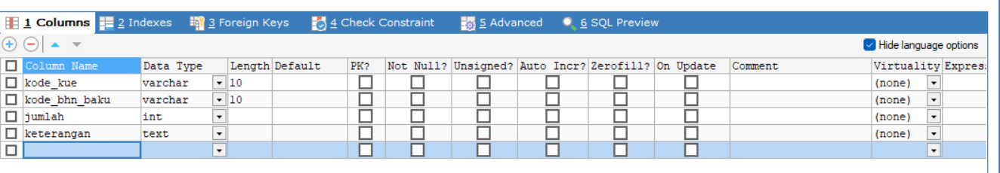 1 Columns 2 Indexes 3 Foreign Keys 4 Check Constraint 5 Advanced 6 SQL Preview
Hide language options
Column Name Data Type Length Default PK? Not Null? Unsigned? Auto Incr? Zerofill? On Update Comment Virtuality Expres
kode_kue varchar 10 (none)
kode_bhn_baku varchar 10 (none)
jumlah int (none)
keterangan text (none)